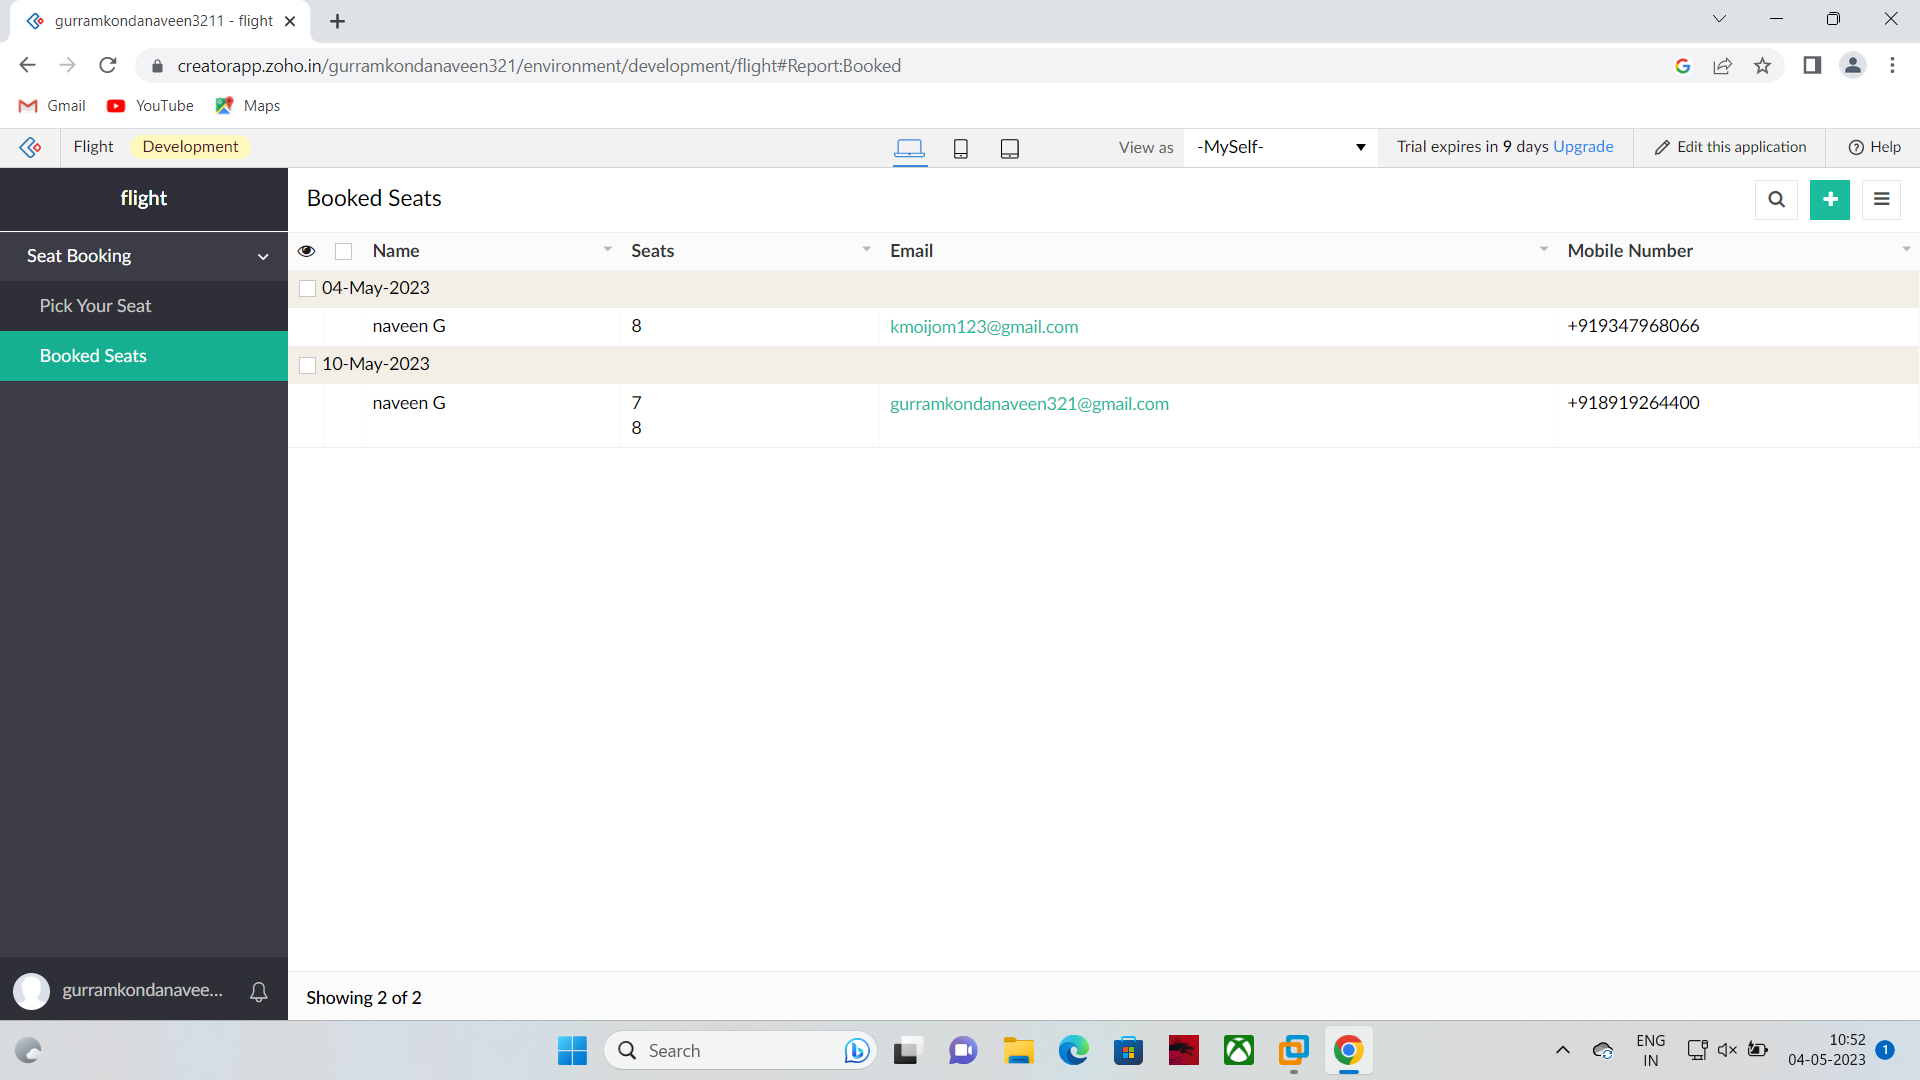 gurramkondanaveen3211 - flight
creatorapp.zoho.in/gurramkondanaveen321/environment/development/flight#Report:Booked
Gmail YouTube Maps
Flight Development View as -MySelf- Trial expires in 9 days Upgrade Edit this application Help
flight
Seat Booking
Pick Your Seat
Booked Seats
Booked Seats
Name Seats Email Mobile Number
04-May-2023
naveen G 8 kmoijom123@gmail.com +919347968066
10-May-2023
naveen G 7 gurramkondanaveen321@gmail.com +918919264400
8
gurramkondanavee...
Showing 2 of 2
Search
ENG
IN
10:52
04-05-2023
1